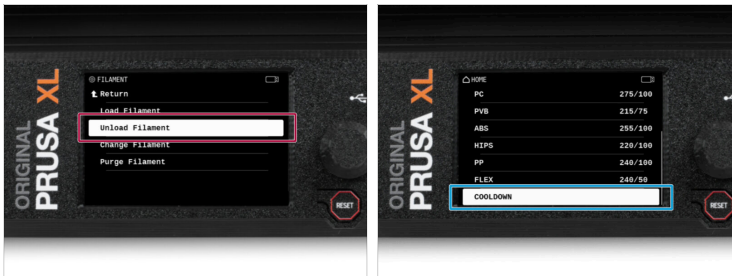 ORIGINAL
PRUSA XL
FILAMENT
Return
Load Filament
Unload Filament
Change Filament
Purge Filament
RESET
ORIGINAL
PRUSA XL
HOME
PC 275/100
PVB 215/75
ABS 255/100
HIPS 220/100
PP 240/100
FLEX 240/50
COOLDOWN
RESET